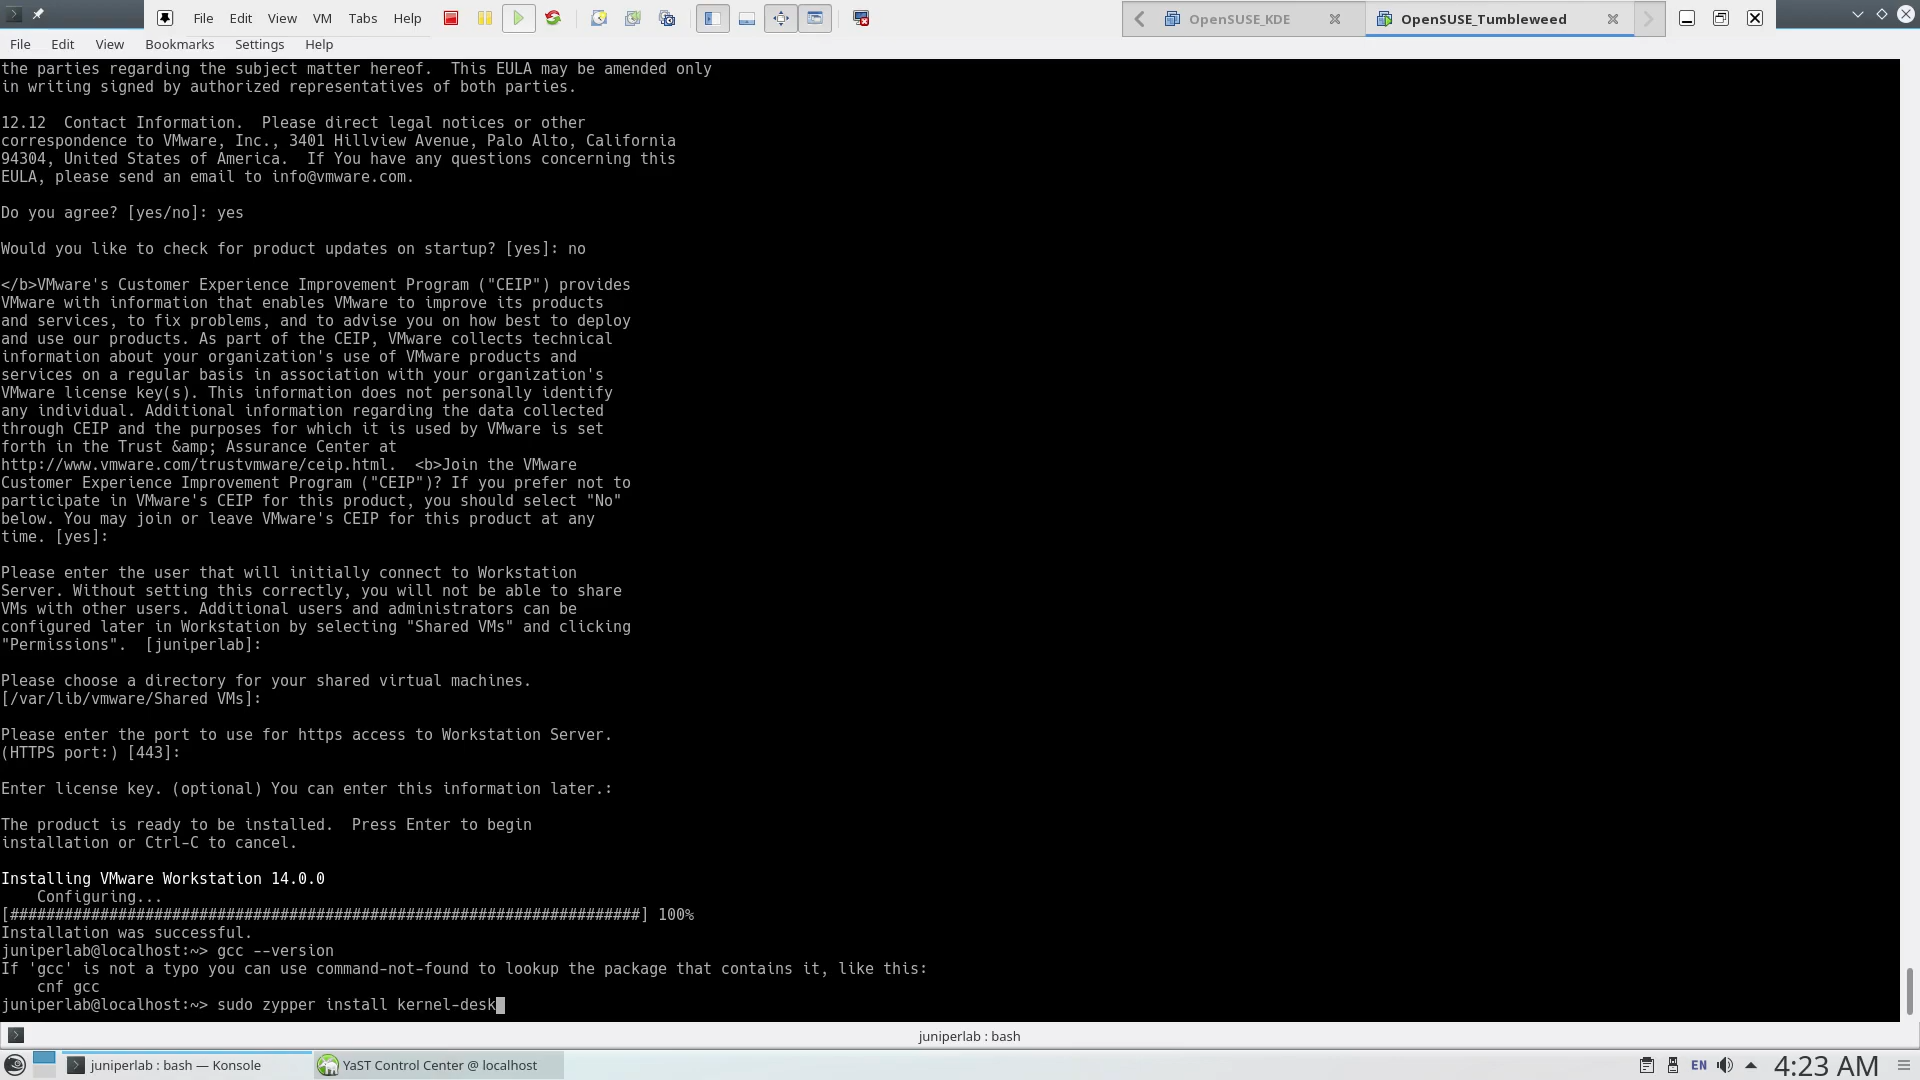 File Edit View VM Tabs Help
OpenSUSE_KDE
OpenSUSE_Tumbleweed
File Edit View Bookmarks Settings Help
the parties regarding the subject matter hereof.  This EULA may be amended only
in writing signed by authorized representatives of both parties.
12.12  Contact Information.  Please direct legal notices or other
correspondence to VMware, Inc., 3401 Hillview Avenue, Palo Alto, California
94304, United States of America.  If You have any questions concerning this
EULA, please send an email to info@vmware.com.
Do you agree? [yes/no]: yes
Would you like to check for product updates on startup? [yes]: no
</b>VMware's Customer Experience Improvement Program ("CEIP") provides
VMware with information that enables VMware to improve its products
and services, to fix problems, and to advise you on how best to deploy
and use our products. As part of the CEIP, VMware collects technical
information about your organization's use of VMware products and
services on a regular basis in association with your organization's
VMware license key(s). This information does not personally identify
any individual. Additional information regarding the data collected
through CEIP and the purposes for which it is used by VMware is set
forth in the Trust &amp; Assurance Center at
http://www.vmware.com/trustvmware/ceip.html.  <b>Join the VMware
Customer Experience Improvement Program ("CEIP")? If you prefer not to
participate in VMware's CEIP for this product, you should select "No"
below. You may join or leave VMware's CEIP for this product at any
time. [yes]:
Please enter the user that will initially connect to Workstation
Server. Without setting this correctly, you will not be able to share
VMs with other users. Additional users and administrators can be
configured later in Workstation by selecting "Shared VMs" and clicking
"Permissions".  [juniperlab]:
Please choose a directory for your shared virtual machines.
[/var/lib/vmware/Shared VMs]:
Please enter the port to use for https access to Workstation Server.
(HTTPS port:) [443]:
Enter license key. (optional) You can enter this information later.:
The product is ready to be installed.  Press Enter to begin
installation or Ctrl-C to cancel.
Installing VMware Workstation 14.0.0
    Configuring...
[######################################################################] 100%
Installation was successful.
juniperlab@localhost:~> gcc --version
If 'gcc' is not a typo you can use command-not-found to lookup the package that contains it, like this:
    cnf gcc
juniperlab@localhost:~> sudo zypper install kernel-desk
juniperlab : bash
juniperlab : bash — Konsole
YaST Control Center @ localhost
EN
4:23 AM